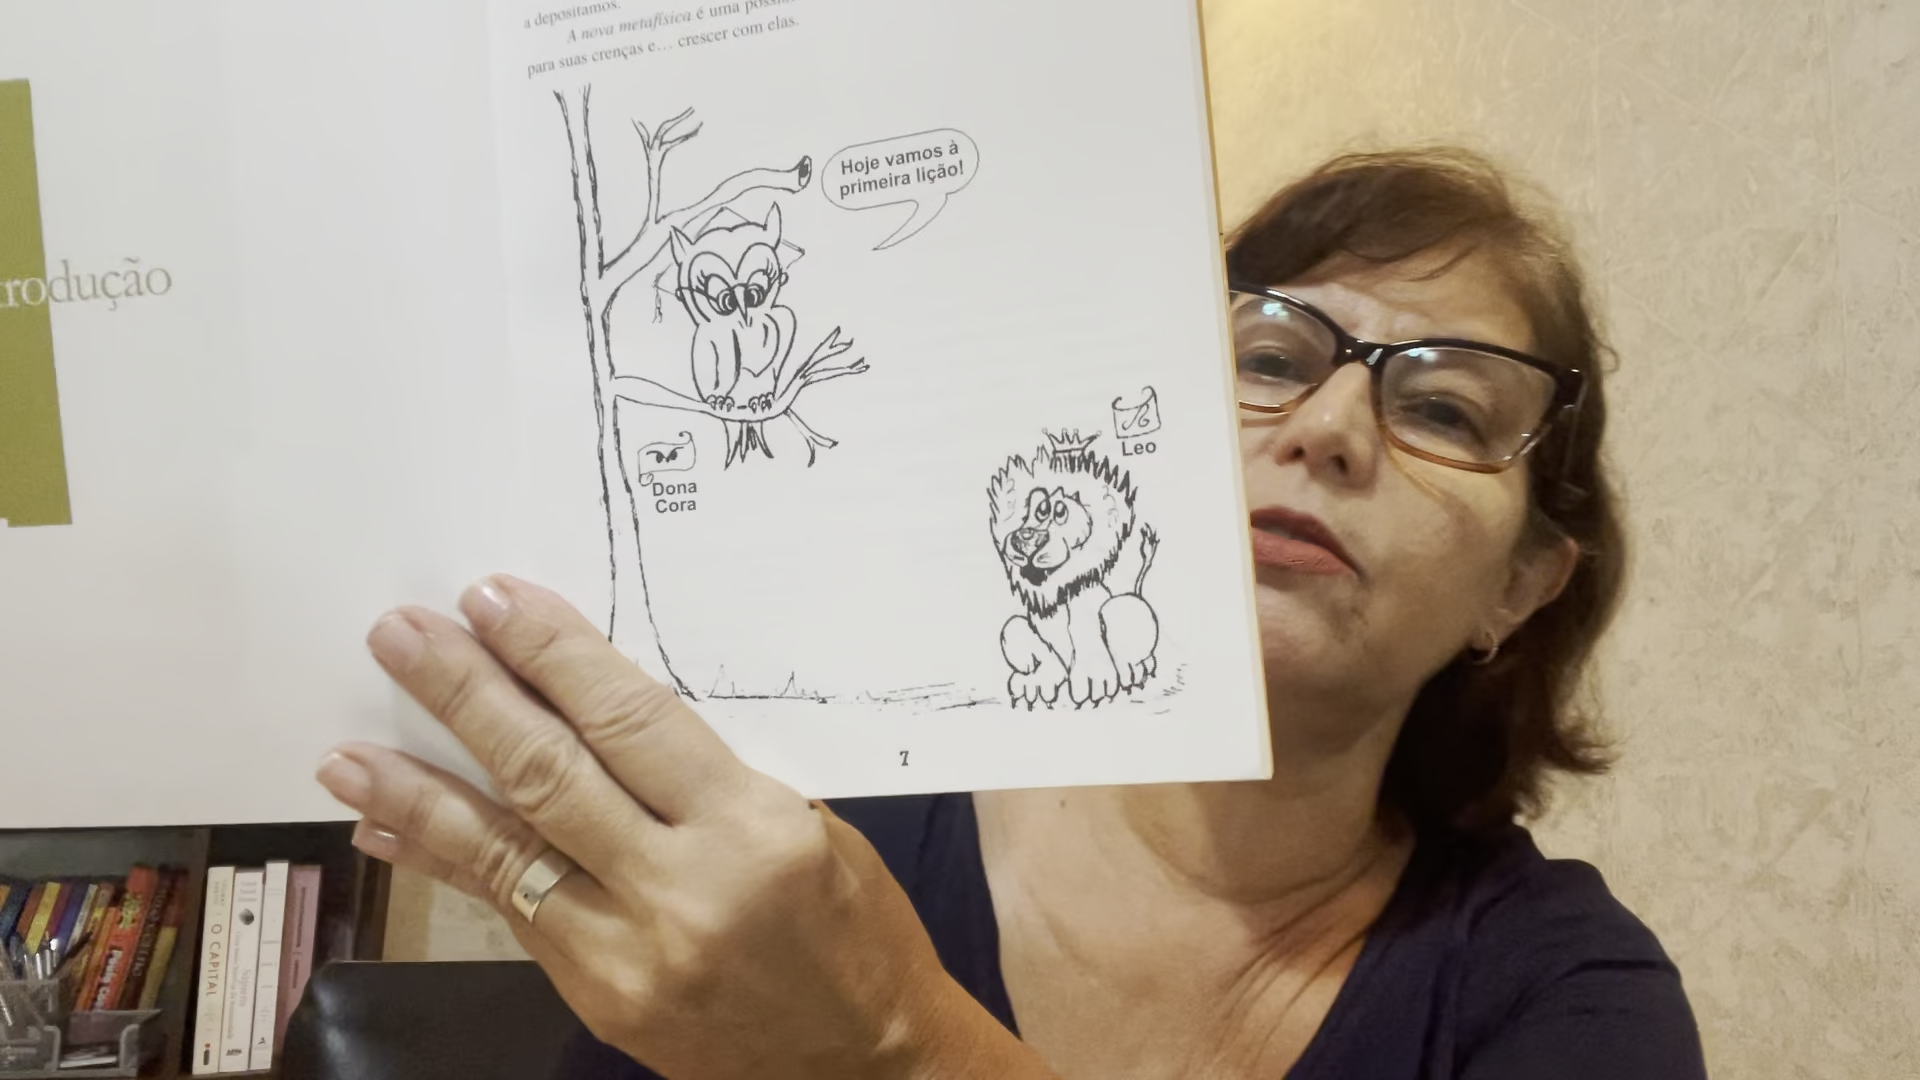 rodução
a depositamos.
A nova metafísica é uma
para suas crenças e... crescer com elas.
Hoje vamos à
primeira lição!
Dona
Cora
Leo
7
O CAPITAL